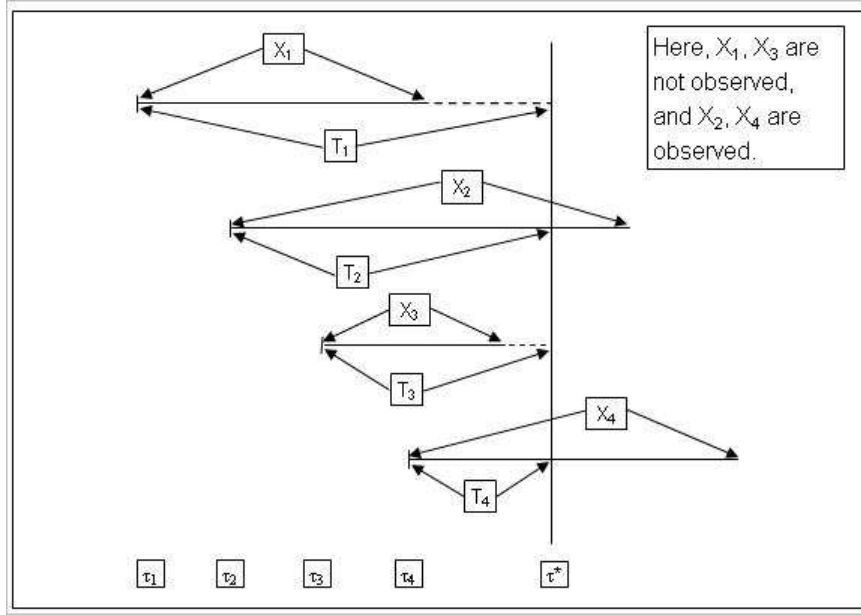 X₁
Here, X₁, X₃ are
not observed,
and X₂, X₄ are
observed.
T₁
X₂
T₂
X₃
T₃
X₄
T₄
τ₁ τ₂ τ₃ τ₄ τ*